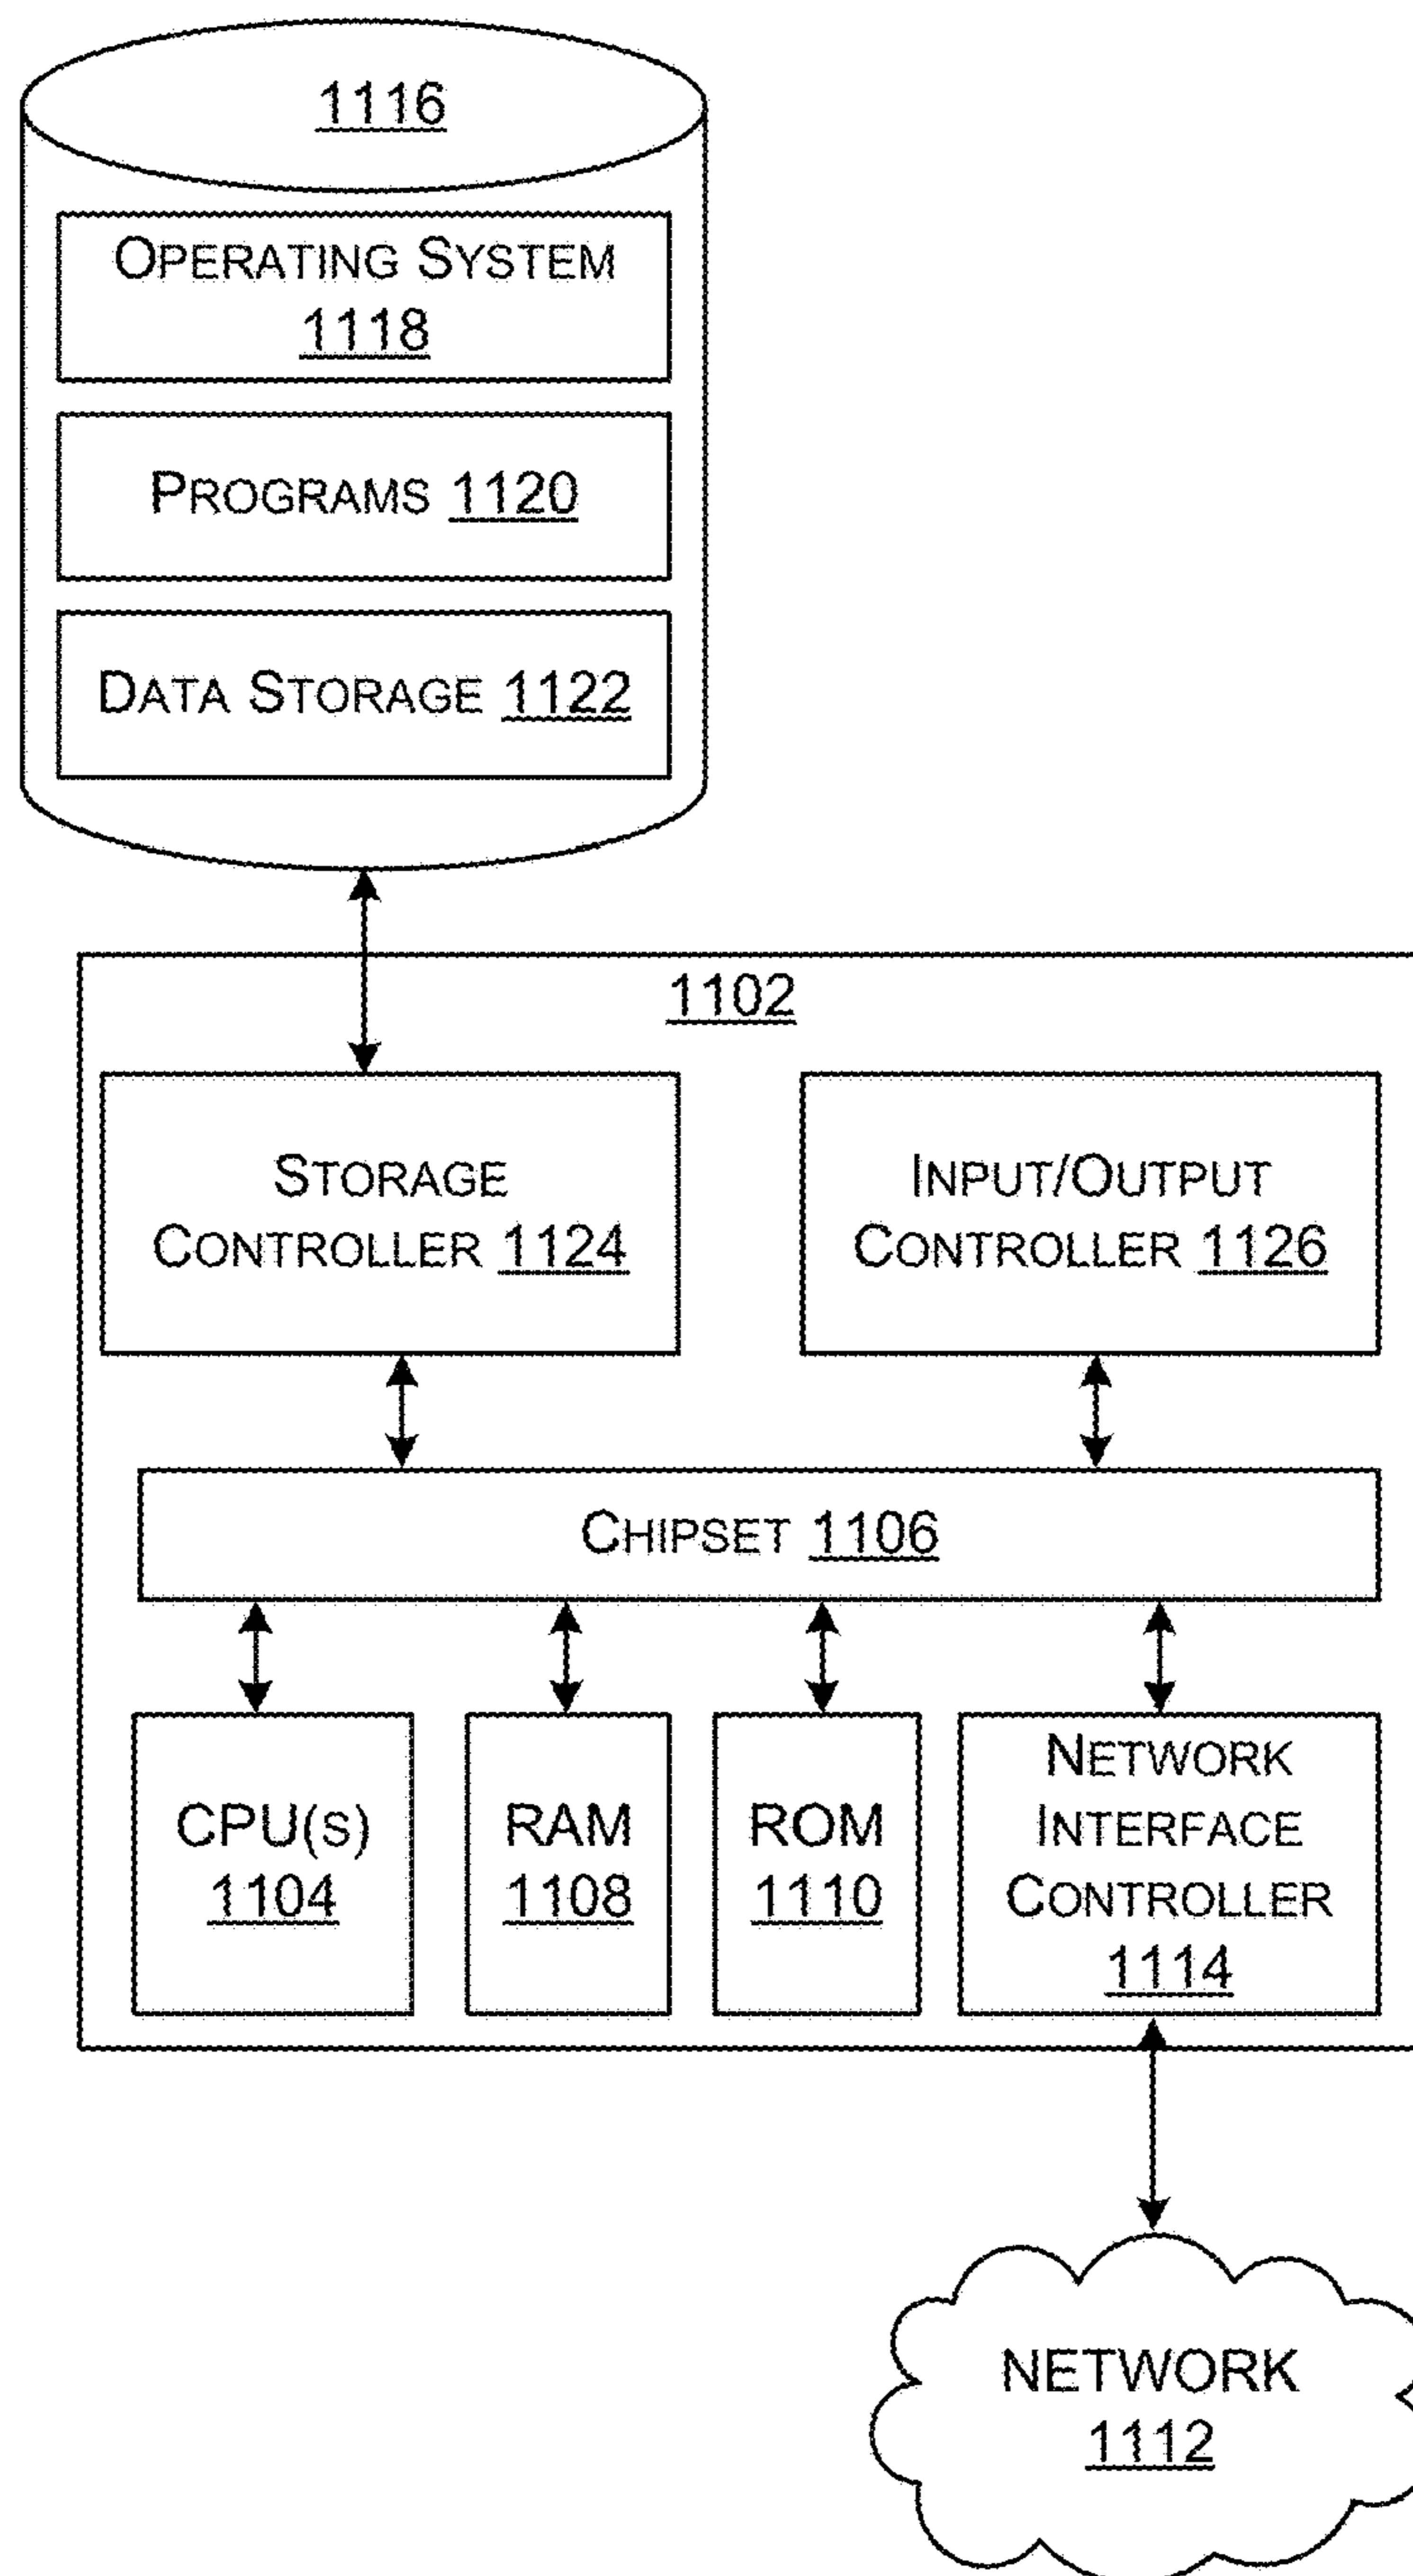 1116
OPERATING SYSTEM
1118
PROGRAMS 1120
DATA STORAGE 1122
1102
STORAGE
CONTROLLER 1124
INPUT/OUTPUT
CONTROLLER 1126
CHIPSET 1106
CPU(S)
1104
RAM
1108
ROM
1110
NETWORK
INTERFACE
CONTROLLER
1114
NETWORK
1112